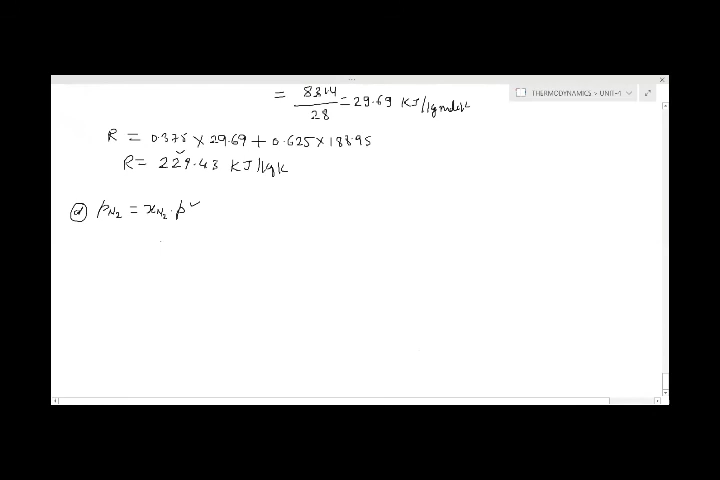 = 8314/28 = 29.69 KJ/kgmolek
THERMODYNAMICS > UNIT-4
R = 0.375 × 29.69 + 0.625 × 188.95
R = 229.43 KJ/kgK
(d) pN₂ = xN₂ · p